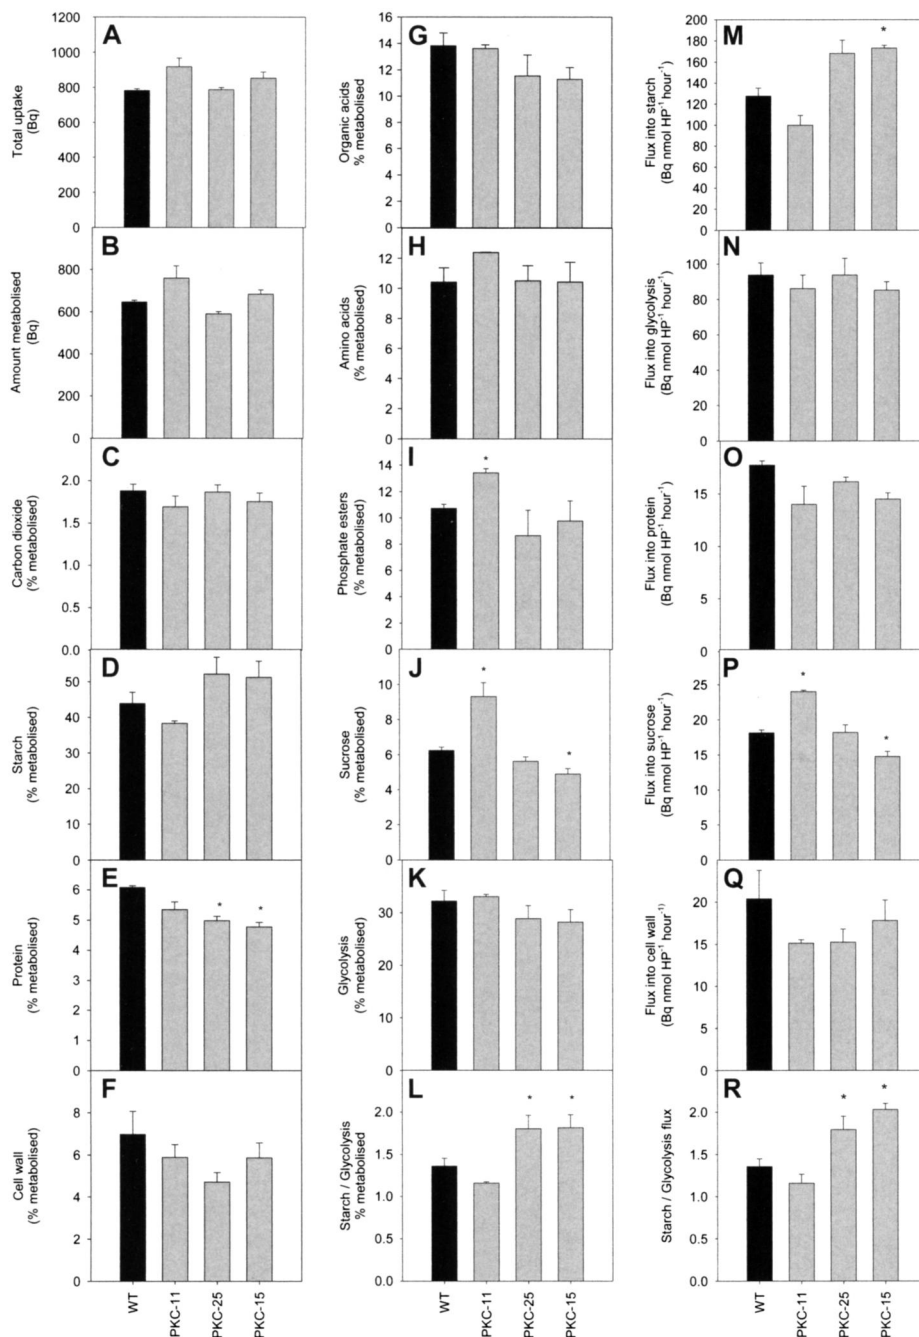 A
Total uptake
(Bq)
1200
1000
800
600
400
200
0
B
Amount metabolised
(Bq)
800
600
400
200
0
C
Carbon dioxide
(% metabolised)
2.0
1.5
1.0
0.5
0.0
D
Starch
(% metabolised)
50
40
30
20
10
0
E
Protein
(% metabolised)
6
5
4
3
2
1
0
* *
F
Cell wall
(% metabolised)
8
6
4
2
0
WT
PKC-11
PKC-25
PKC-15
G
Organic acids
% metabolised
16
14
12
10
8
6
4
2
0
H
Amino acids
(% metabolised)
12
10
8
6
4
2
0
I
Phosphate esters
(% metabolised)
14
12
10
8
6
4
2
0
*
J
Sucrose
(% metabolised)
10
8
6
4
2
0
* *
K
Glycolysis
(% metabolised)
30
20
10
0
L
Starch / Glycolysis
% metabolised
2.0
1.5
1.0
0.5
0.0
* *
WT
PKC-11
PKC-25
PKC-15
M
Flux into starch
(Bq nmol HP-1 hour-1)
200
180
160
140
120
100
80
60
40
20
0
*
N
Flux into glycolysis
(Bq nmol HP-1 hour-1)
100
80
60
40
20
0
O
Flux into protein
(Bq nmol HP-1 hour-1)
15
10
5
0
P
Flux into sucrose
(Bq nmol HP-1 hour-1)
25
20
15
10
5
0
* *
Q
Flux into cell wall
(Bq nmol HP-1 hour-1)
20
15
10
5
0
R
Starch / Glycolysis flux
2.0
1.5
1.0
0.5
0.0
* *
WT
PKC-11
PKC-25
PKC-15